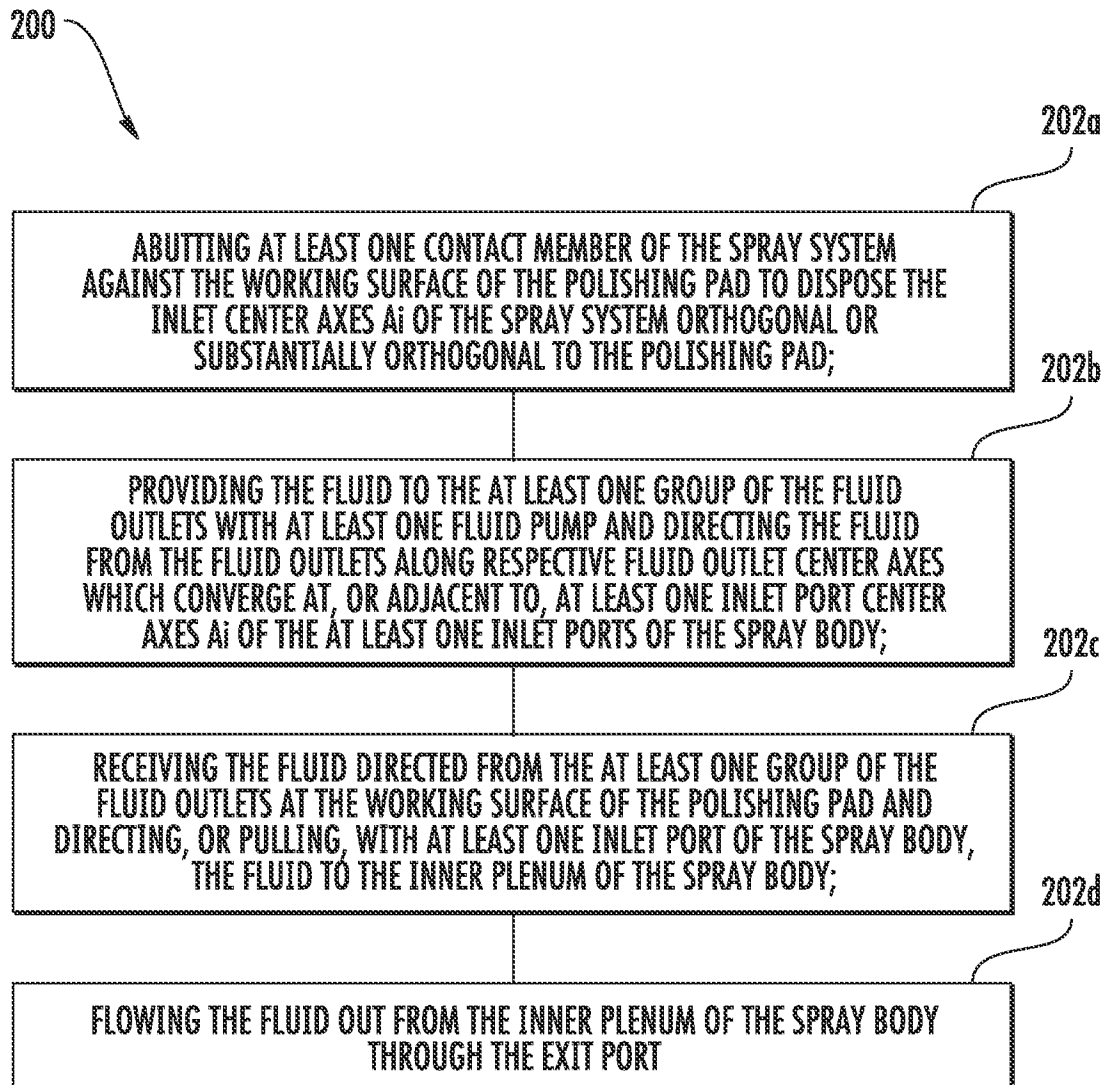 200
202a
ABUTTING AT LEAST ONE CONTACT MEMBER OF THE SPRAY SYSTEM
AGAINST THE WORKING SURFACE OF THE POLISHING PAD TO DISPOSE THE
INLET CENTER AXES Ai OF THE SPRAY SYSTEM ORTHOGONAL OR
SUBSTANTIALLY ORTHOGONAL TO THE POLISHING PAD;
202b
PROVIDING THE FLUID TO THE AT LEAST ONE GROUP OF THE FLUID
OUTLETS WITH AT LEAST ONE FLUID PUMP AND DIRECTING THE FLUID
FROM THE FLUID OUTLETS ALONG RESPECTIVE FLUID OUTLET CENTER AXES
WHICH CONVERGE AT, OR ADJACENT TO, AT LEAST ONE INLET PORT CENTER
AXES Ai OF THE AT LEAST ONE INLET PORTS OF THE SPRAY BODY;
202c
RECEIVING THE FLUID DIRECTED FROM THE AT LEAST ONE GROUP OF THE
FLUID OUTLETS AT THE WORKING SURFACE OF THE POLISHING PAD AND
DIRECTING, OR PULLING, WITH AT LEAST ONE INLET PORT OF THE SPRAY BODY,
THE FLUID TO THE INNER PLENUM OF THE SPRAY BODY;
202d
FLOWING THE FLUID OUT FROM THE INNER PLENUM OF THE SPRAY BODY
THROUGH THE EXIT PORT